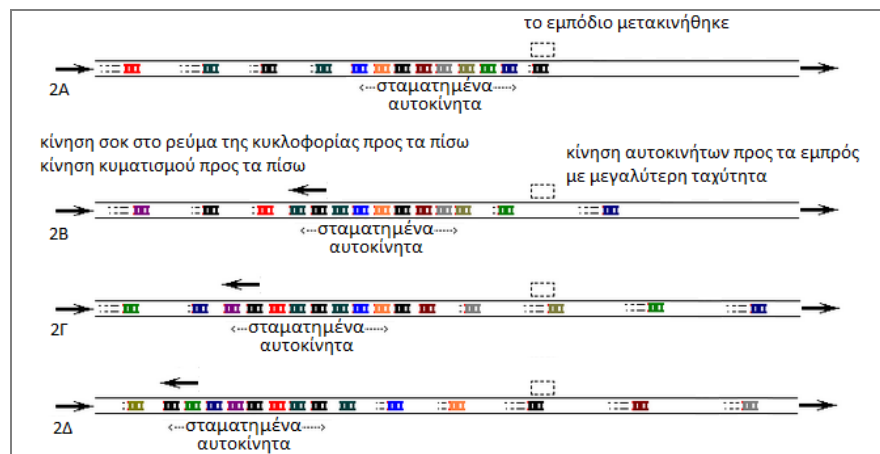 το εμπόδιο μετακινήθηκε
2Α
<····σταματημένα·····>
αυτοκίνητα
κίνηση σοκ στο ρεύμα της κυκλοφορίας προς τα πίσω
κίνηση κυματισμού προς τα πίσω
κίνηση αυτοκινήτων προς τα εμπρός
με μεγαλύτερη ταχύτητα
2Β
<····σταματημένα·····>
αυτοκίνητα
2Γ
<····σταματημένα·····>
αυτοκίνητα
2Δ
<····σταματημένα·····>
αυτοκίνητα